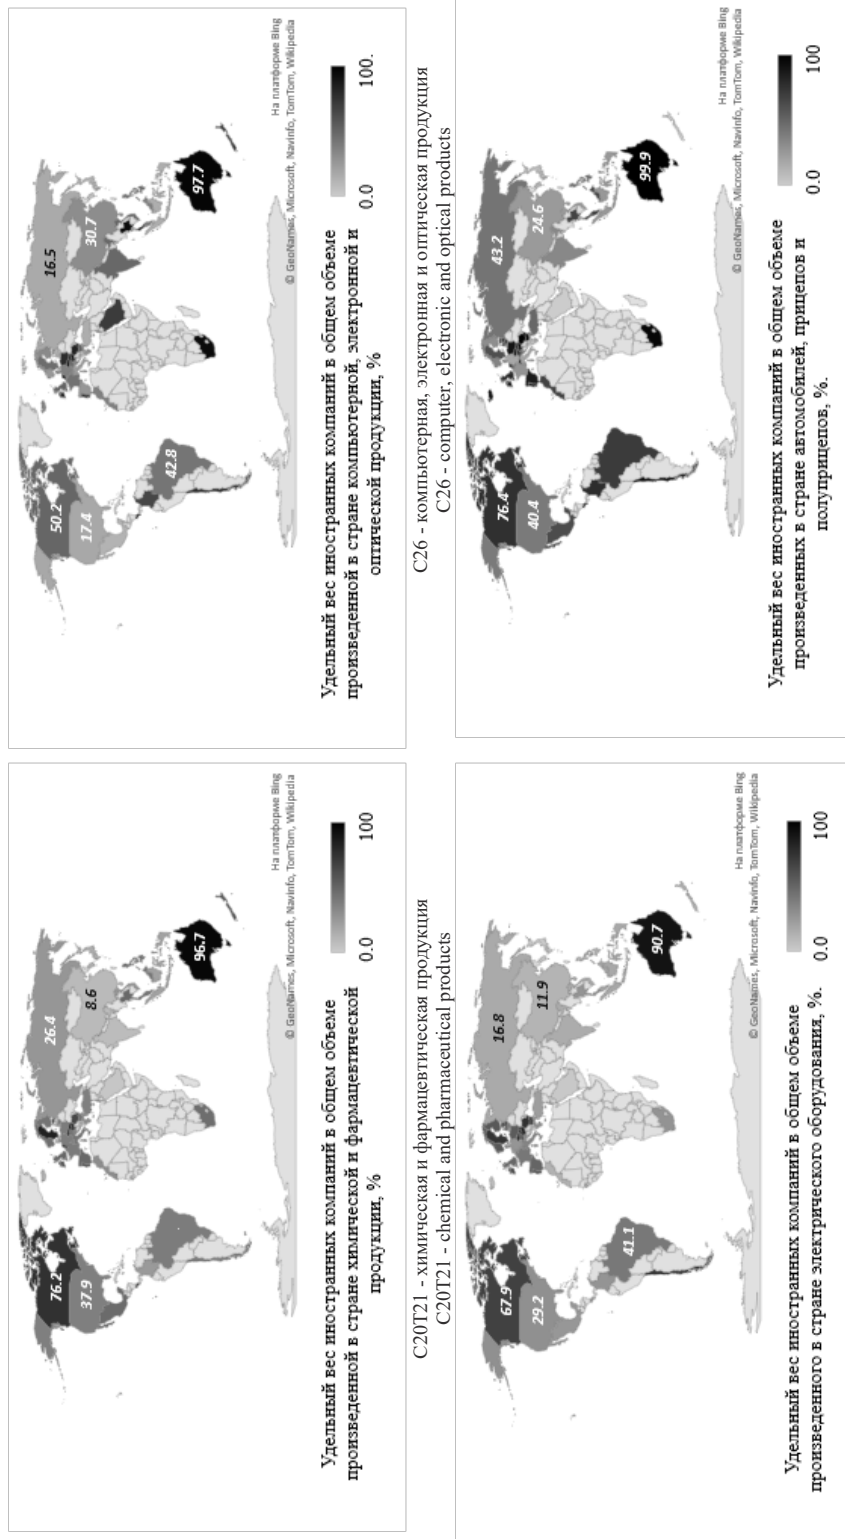 76.2
37.9
26.4
8.6
96.7
На платформе Bing
© GeoNames, Microsoft, Navinfo, TomTom, Wikipedia
Удельный вес иностранных компаний в общем объеме
произведенной в стране химической и фармацевтической
продукции, %
0.0
100
C20T21 - химическая и фармацевтическая продукция
C20T21 - chemical and pharmaceutical products
50.2
17.4
42.8
16.5
30.7
97.7
На платформе Bing
© GeoNames, Microsoft, Navinfo, TomTom, Wikipedia
Удельный вес иностранных компаний в общем объеме
произведенной в стране компьютерной, электронной и
оптической продукции, %
0.0
100.
C26 - компьютерная, электронная и оптическая продукция
C26 - computer, electronic and optical products
67.9
29.2
41.1
16.8
11.9
90.7
На платформе Bing
© GeoNames, Microsoft, Navinfo, TomTom, Wikipedia
Удельный вес иностранных компаний в общем объеме
произведенного в стране электрического оборудования, %.
0.0
100
76.4
40.4
43.2
24.6
99.9
На платформе Bing
© GeoNames, Microsoft, Navinfo, TomTom, Wikipedia
Удельный вес иностранных компаний в общем объеме
произведенных в стране автомобилей, прицепов и
полуприцепов, %.
0.0
100